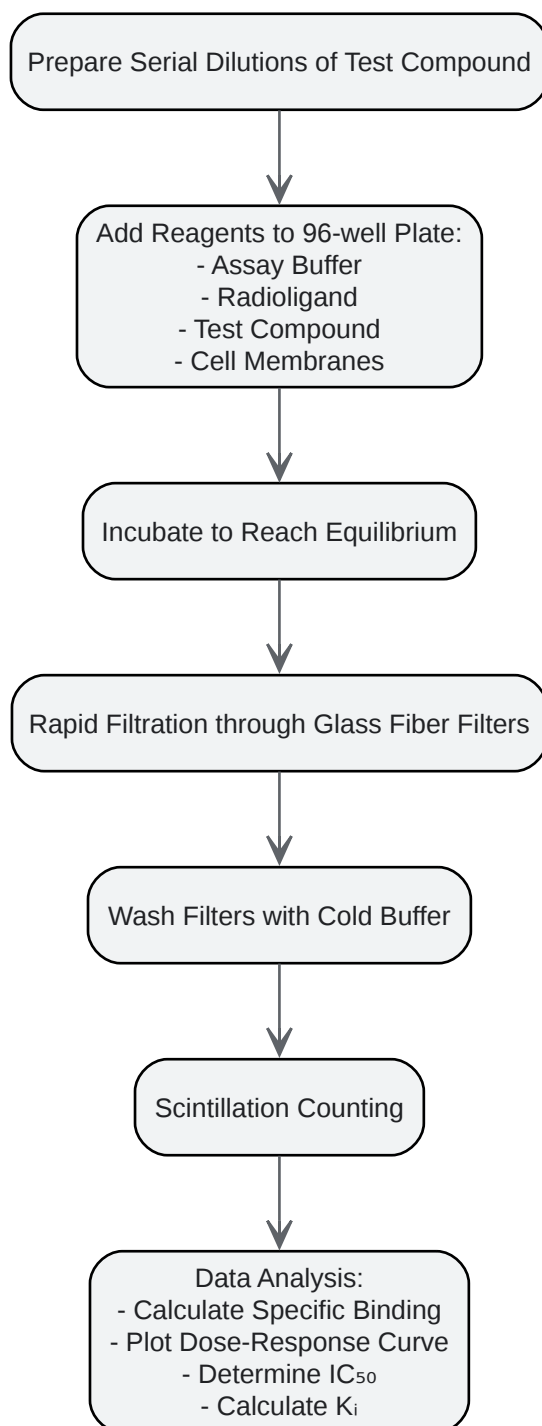 Prepare Serial Dilutions of Test Compound
Add Reagents to 96-well Plate:
- Assay Buffer
- Radioligand
- Test Compound
- Cell Membranes
Incubate to Reach Equilibrium
Rapid Filtration through Glass Fiber Filters
Wash Filters with Cold Buffer
Scintillation Counting
Data Analysis:
- Calculate Specific Binding
- Plot Dose-Response Curve
- Determine IC₅₀
- Calculate Kᵢ